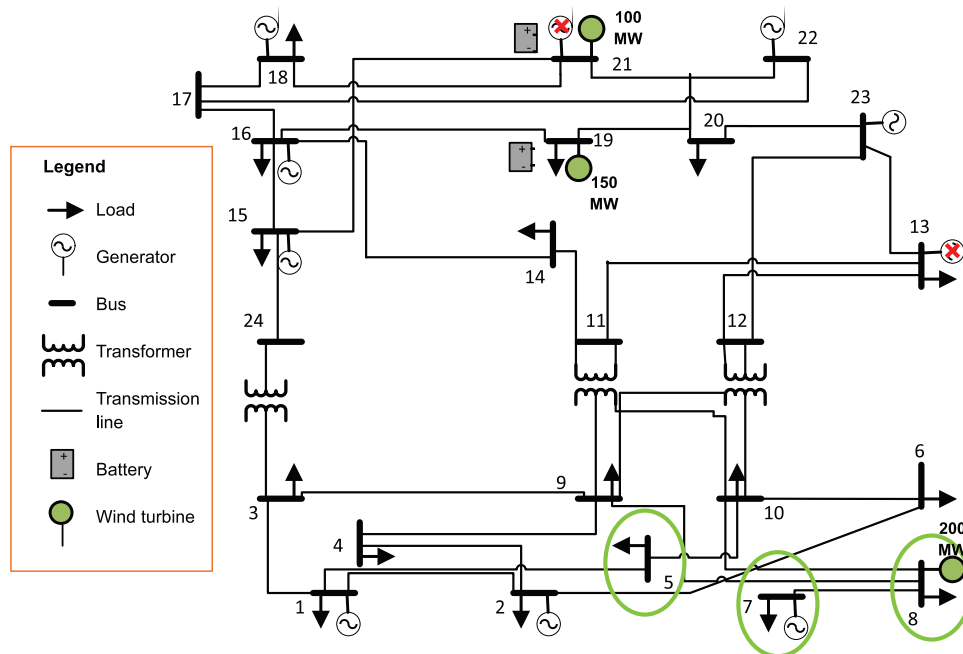 100
MW
22
21
18
17
23
16
19
20
150
MW
Legend
Load
Generator
Bus
Transformer
Transmission
line
+
-
Battery
Wind turbine
15
14
13
24
11
12
3
9
10
6
4
5
200
MW
1
2
7
8